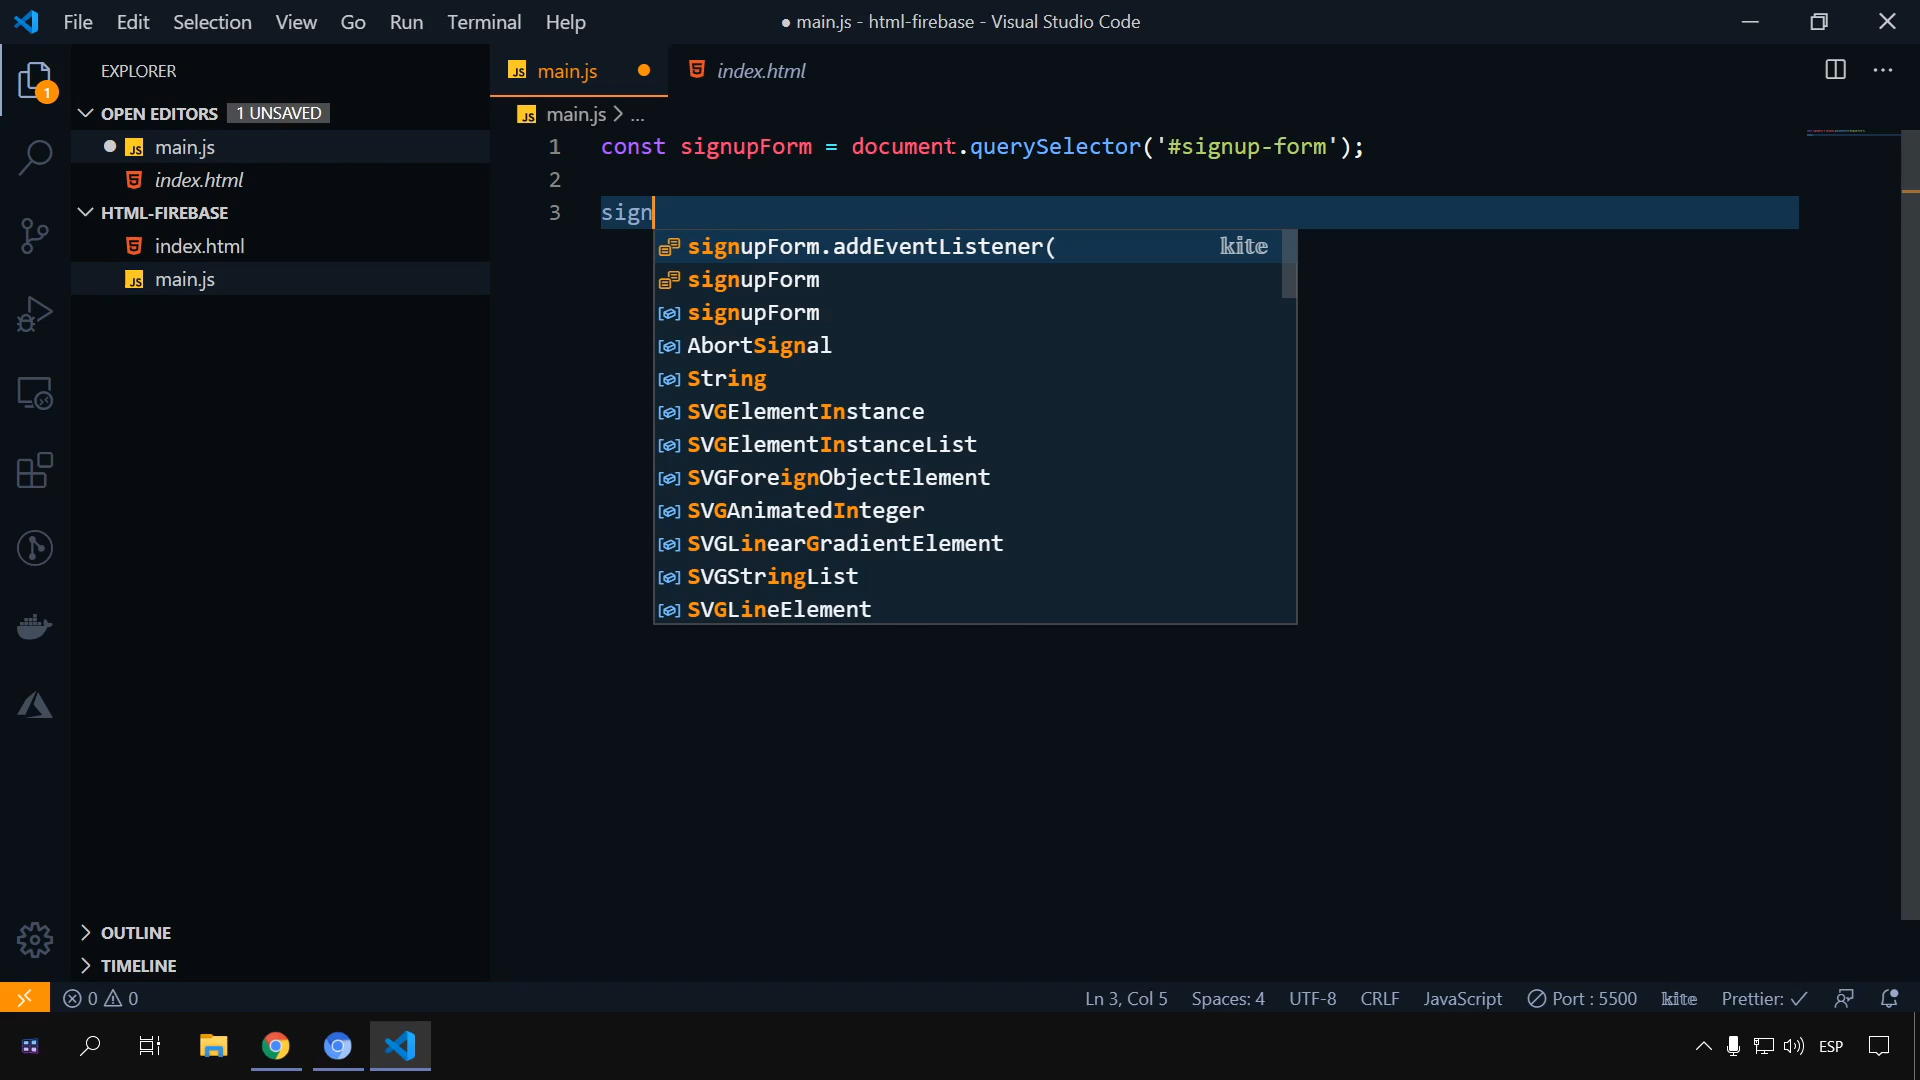 File Edit Selection View Go Run Terminal Help
● main.js - html-firebase - Visual Studio Code
EXPLORER
OPEN EDITORS 1 UNSAVED
main.js
index.html
HTML-FIREBASE
index.html
main.js
OUTLINE
TIMELINE
1
JS main.js
index.html
JS main.js > ...
1 const signupForm = document.querySelector('#signup-form');
2
3 sign
signupForm.addEventListener( kite
signupForm
signupForm
AbortSignal
String
SVGElementInstance
SVGElementInstanceList
SVGForeignObjectElement
SVGAnimatedInteger
SVGLinearGradientElement
SVGStringList
SVGLineElement
0 0
Ln 3, Col 5 Spaces: 4 UTF-8 CRLF JavaScript Port : 5500 kite Prettier: ✓
ESP